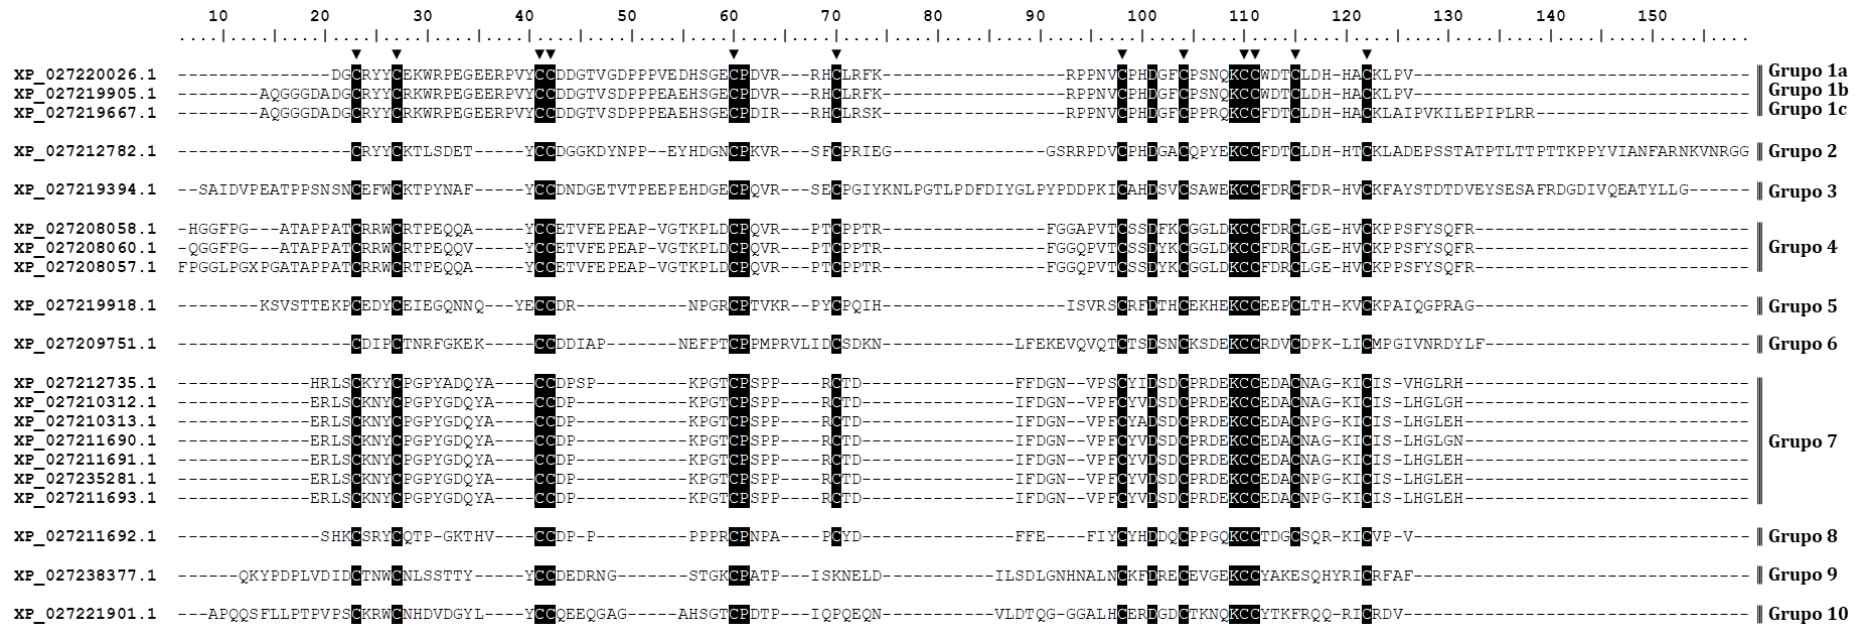 10 20 30 40 50 60 70 80 90 100 110 120 130 140 150
XP_027220026.1 ---------------DGCRYYCEKWRPEGEERPVYCCDDGTVGDPPPVEDHSGECPDVR---RHCLRFK------------------RPPNVCPHDGFCPSNQKCCWDTCLDH-HACKLPV--------------------------------- Grupo 1a
XP_027219905.1 --------AQGGGDADGCRYYCRKWRPEGEERPVYCCDDGTVSDPPPEAEHSGECPDVR---RHCLRFK------------------RPPNVCPHDGFCPSNQKCCWDTCLDH-HACKLPV--------------------------------- Grupo 1b
XP_027219667.1 --------AQGGGDADGCRYYCRKWRPEGEERPVYCCDDGTVSDPPPEAEHSGECPDIR---RHCLRSK------------------RPPNVCPHDGFCPPRQKCCFDTCLDH-HACKLAIPVKILEPIPLRR--------------------- Grupo 1c
XP_027212782.1 -----------------CRYYCKTLSDET-----YCCDGGKDYNPP--EYHDGNCPKVR---SFCPRIEG---------------GSRRPDVCPHDGACQPYEKCCFDTCLDH-HTCKLADEPSSTATPTLTTPTTKPPYVIANFARNKVNRGG Grupo 2
XP_027219394.1 --SAIDVPEATPPSNSNCEFWCKTPYNAF-----YCCDNDGETVTPEEPEHDGECPQVR---SECPGIYKNLPGTLPDFDIYGLPYPDDPKICAHDSVCSAWEKCCFDRCFDR-HVCKFAYSTDTDVEYSESAFRDGDIVQEATYLLG------ Grupo 3
XP_027208058.1 -HGGFPG---ATAPPATCRRWCRTPEQQA-----YCCETVFEPEAP-VGTKPLDCPQVR---PTCPPTR----------------FGGAPVTCSSDFKCGGLDKCCFDRCLGE-HVCKPPSFYSQFR---------------------------
XP_027208060.1 -QGGFPG---ATAPPATCRRWCRTPEQQV-----YCCETVFEPEAP-VGTKPLDCPQVR---PTCPPTR----------------FGGQPVTCSSDYKCGGLDKCCFDRCLGE-HVCKPPSFYSQFR--------------------------- Grupo 4
XP_027208057.1 FPGGLPGXPGATAPPATCRRWCRTPEQQA-----YCCETVFEPEAP-VGTKPLDCPQVR---PTCPPTR----------------FGGQPVTCSSDYKCGGLDKCCFDRCLGE-HVCKPPSFYSQFR---------------------------
XP_027219918.1 --------KSVSTTEKPCEDYCEIEGQNNQ---YECCDR-----------NPGRCPTVKR--PYCPQIH------------------ISVRSCRFDTHCEKHEKCCEEPCLTH-KVCKPAIQGPRAG--------------------------- Grupo 5
XP_027209751.1 -----------------CDIPCTNRFGKEK-----CCDDIAP-------NEFPTCPPMPRVLIDCSDKN-------------LFEKEVQVQTCTSDSNCKSDEKCCRDVCDPK-LICMPGIVNRDYLF-------------------------- Grupo 6
XP_027212735.1 -------------HRLSCKYYCPGPYADQYA----CCDPSP---------KPGTCPSPP----RCTD---------------FFDGN--VPSCYIDSDCPRDEKCCEDACNAG-KICIS-VHGLRH----------------------------
XP_027210312.1 -------------ERLSCKNYCPGPYGDQYA----CCDP-----------KPGTCPSPP----RCTD---------------IFDGN--VPFCYVDSDCPRDEKCCEDACNAG-KICIS-LHGLGH----------------------------
XP_027210313.1 -------------ERLSCKNYCPGPYGDQYA----CCDP-----------KPGTCPSPP----RCTD---------------IFDGN--VPFCYADSDCPRDEKCCEDACNAG-KICIS-LHGLEH----------------------------
XP_027211690.1 -------------ERLSCKNYCPGPYGDQYA----CCDP-----------KPGTCPSPP----RCTD---------------IFDGN--VPFCYVDSDCPRDEKCCEDACNAG-KICIS-LHGLGN---------------------------- Grupo 7
XP_027211691.1 -------------ERLSCKNYCPGPYGDQYA----CCDP-----------KPGTCPSPP----RCTD---------------IFDGN--VPFCYVDSDCPRDEKCCEDACNAG-KICIS-LHGLEH----------------------------
XP_027235281.1 -------------ERLSCKNYCPGPYGDQYA----CCDP-----------KPGTCPSPP----RCTD---------------IFDGN--VPFCYVDSDCPRDEKCCEDACNPG-KICIS-LHGLEH----------------------------
XP_027211693.1 -------------ERLSCKNYCPGPYGDQYA----CCDP-----------KPGTCPSPP----RCTD---------------IFDGN--VPFCYVDSDCPRDEKCCEDACNPG-KICIS-LHGLEH----------------------------
XP_027211692.1 --------------SHKCSRYCQTP-GKTHV----CCDP-P---------PPPRCPNPA----PCYD---------------FFE----FIYCYHDDQCPPGQKCCTDGCSQR-KICVP-V--------------------------------- Grupo 8
XP_027238377.1 ------QKYPDPLVDIDCTNWCNLSSTTY-----YCCDEDRNG-------STGKCPATP---ISKNELD-----------ILSDLGNHNALNCKFDRECEVGEKCCYAKESQHYRICRFAF--------------------------------- Grupo 9
XP_027221901.1 ---APQQSFLLPTPVPSCKRWCNHDVDGYL----YCCQEEQGAG-----AHSGTCPDTP---IQPQEQN-----------VLDTQG-GGALHCERDGDCTKNQKCCYTKFRQQ-RICRDV---------------------------------- Grupo 10